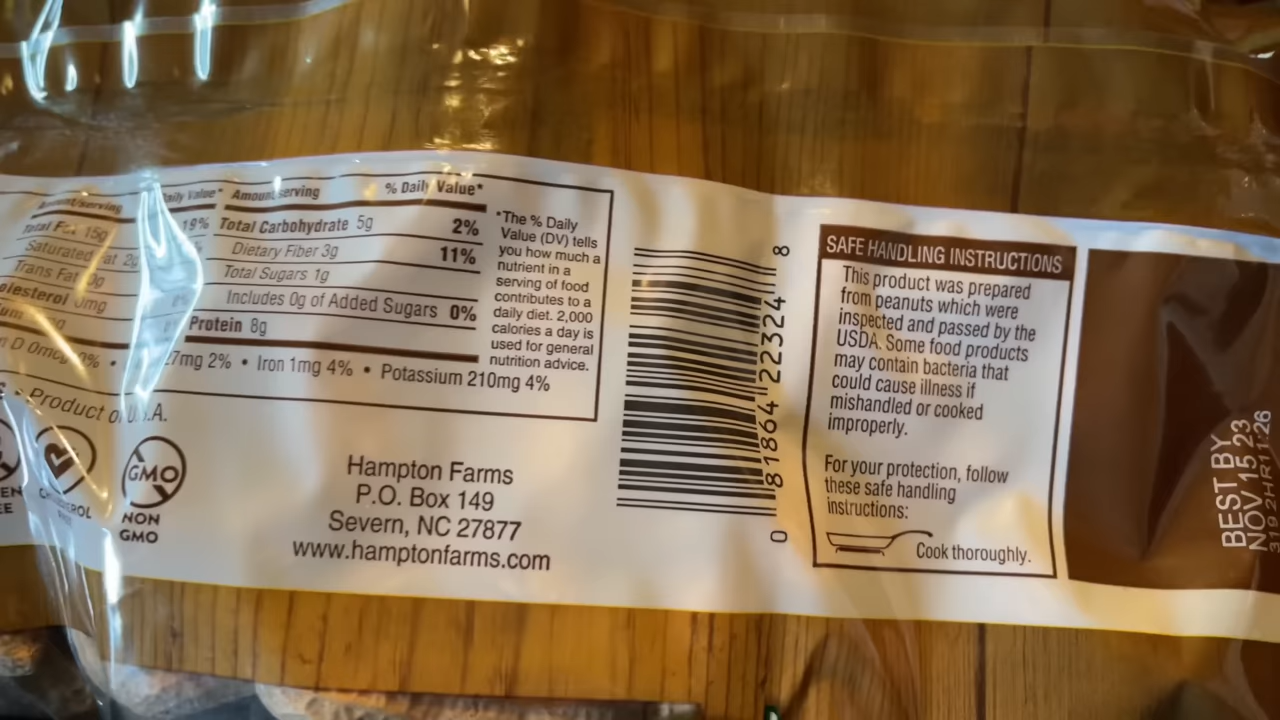 Amount/serving
Daily Value*
Total Fat 15g
19%
Saturated Fat 2g
Trans Fat 0g
Cholesterol 0mg
0mcg 0% •
Amount/serving % Daily Value*
Total Carbohydrate 5g 2%
Dietary Fiber 3g 11%
Total Sugars 1g
Includes 0g of Added Sugars 0%
Protein 8g
2% • Iron 1mg 4% • Potassium 210mg 4%
*The % Daily
Value (DV) tells
you how much a
nutrient in a
serving of food
contributes to a
daily diet. 2,000
calories a day is
used for general
nutrition advice.
• Product of U.S.A.
CHOLESTEROL
FREE
GMO
NON
GMO
Hampton Farms
P.O. Box 149
Severn, NC 27877
www.hamptonfarms.com
0 81864 22324 8
SAFE HANDLING INSTRUCTIONS
This product was prepared
from peanuts which were
inspected and passed by the
USDA. Some food products
may contain bacteria that
could cause illness if
mishandled or cooked
improperly.
For your protection, follow
these safe handling
instructions:
Cook thoroughly.
BEST BY
NOV 15 23